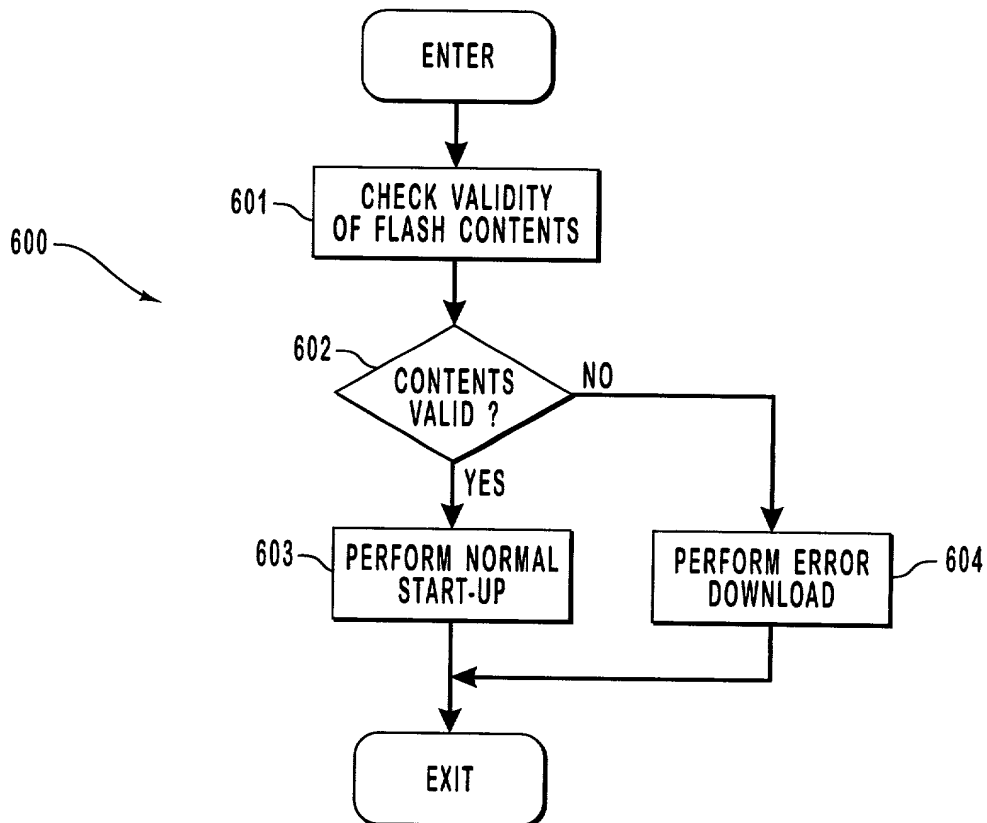 ENTER
601
CHECK VALIDITY
OF FLASH CONTENTS
600
602
CONTENTS
VALID ?
NO
YES
603
PERFORM NORMAL
START-UP
PERFORM ERROR
DOWNLOAD
604
EXIT